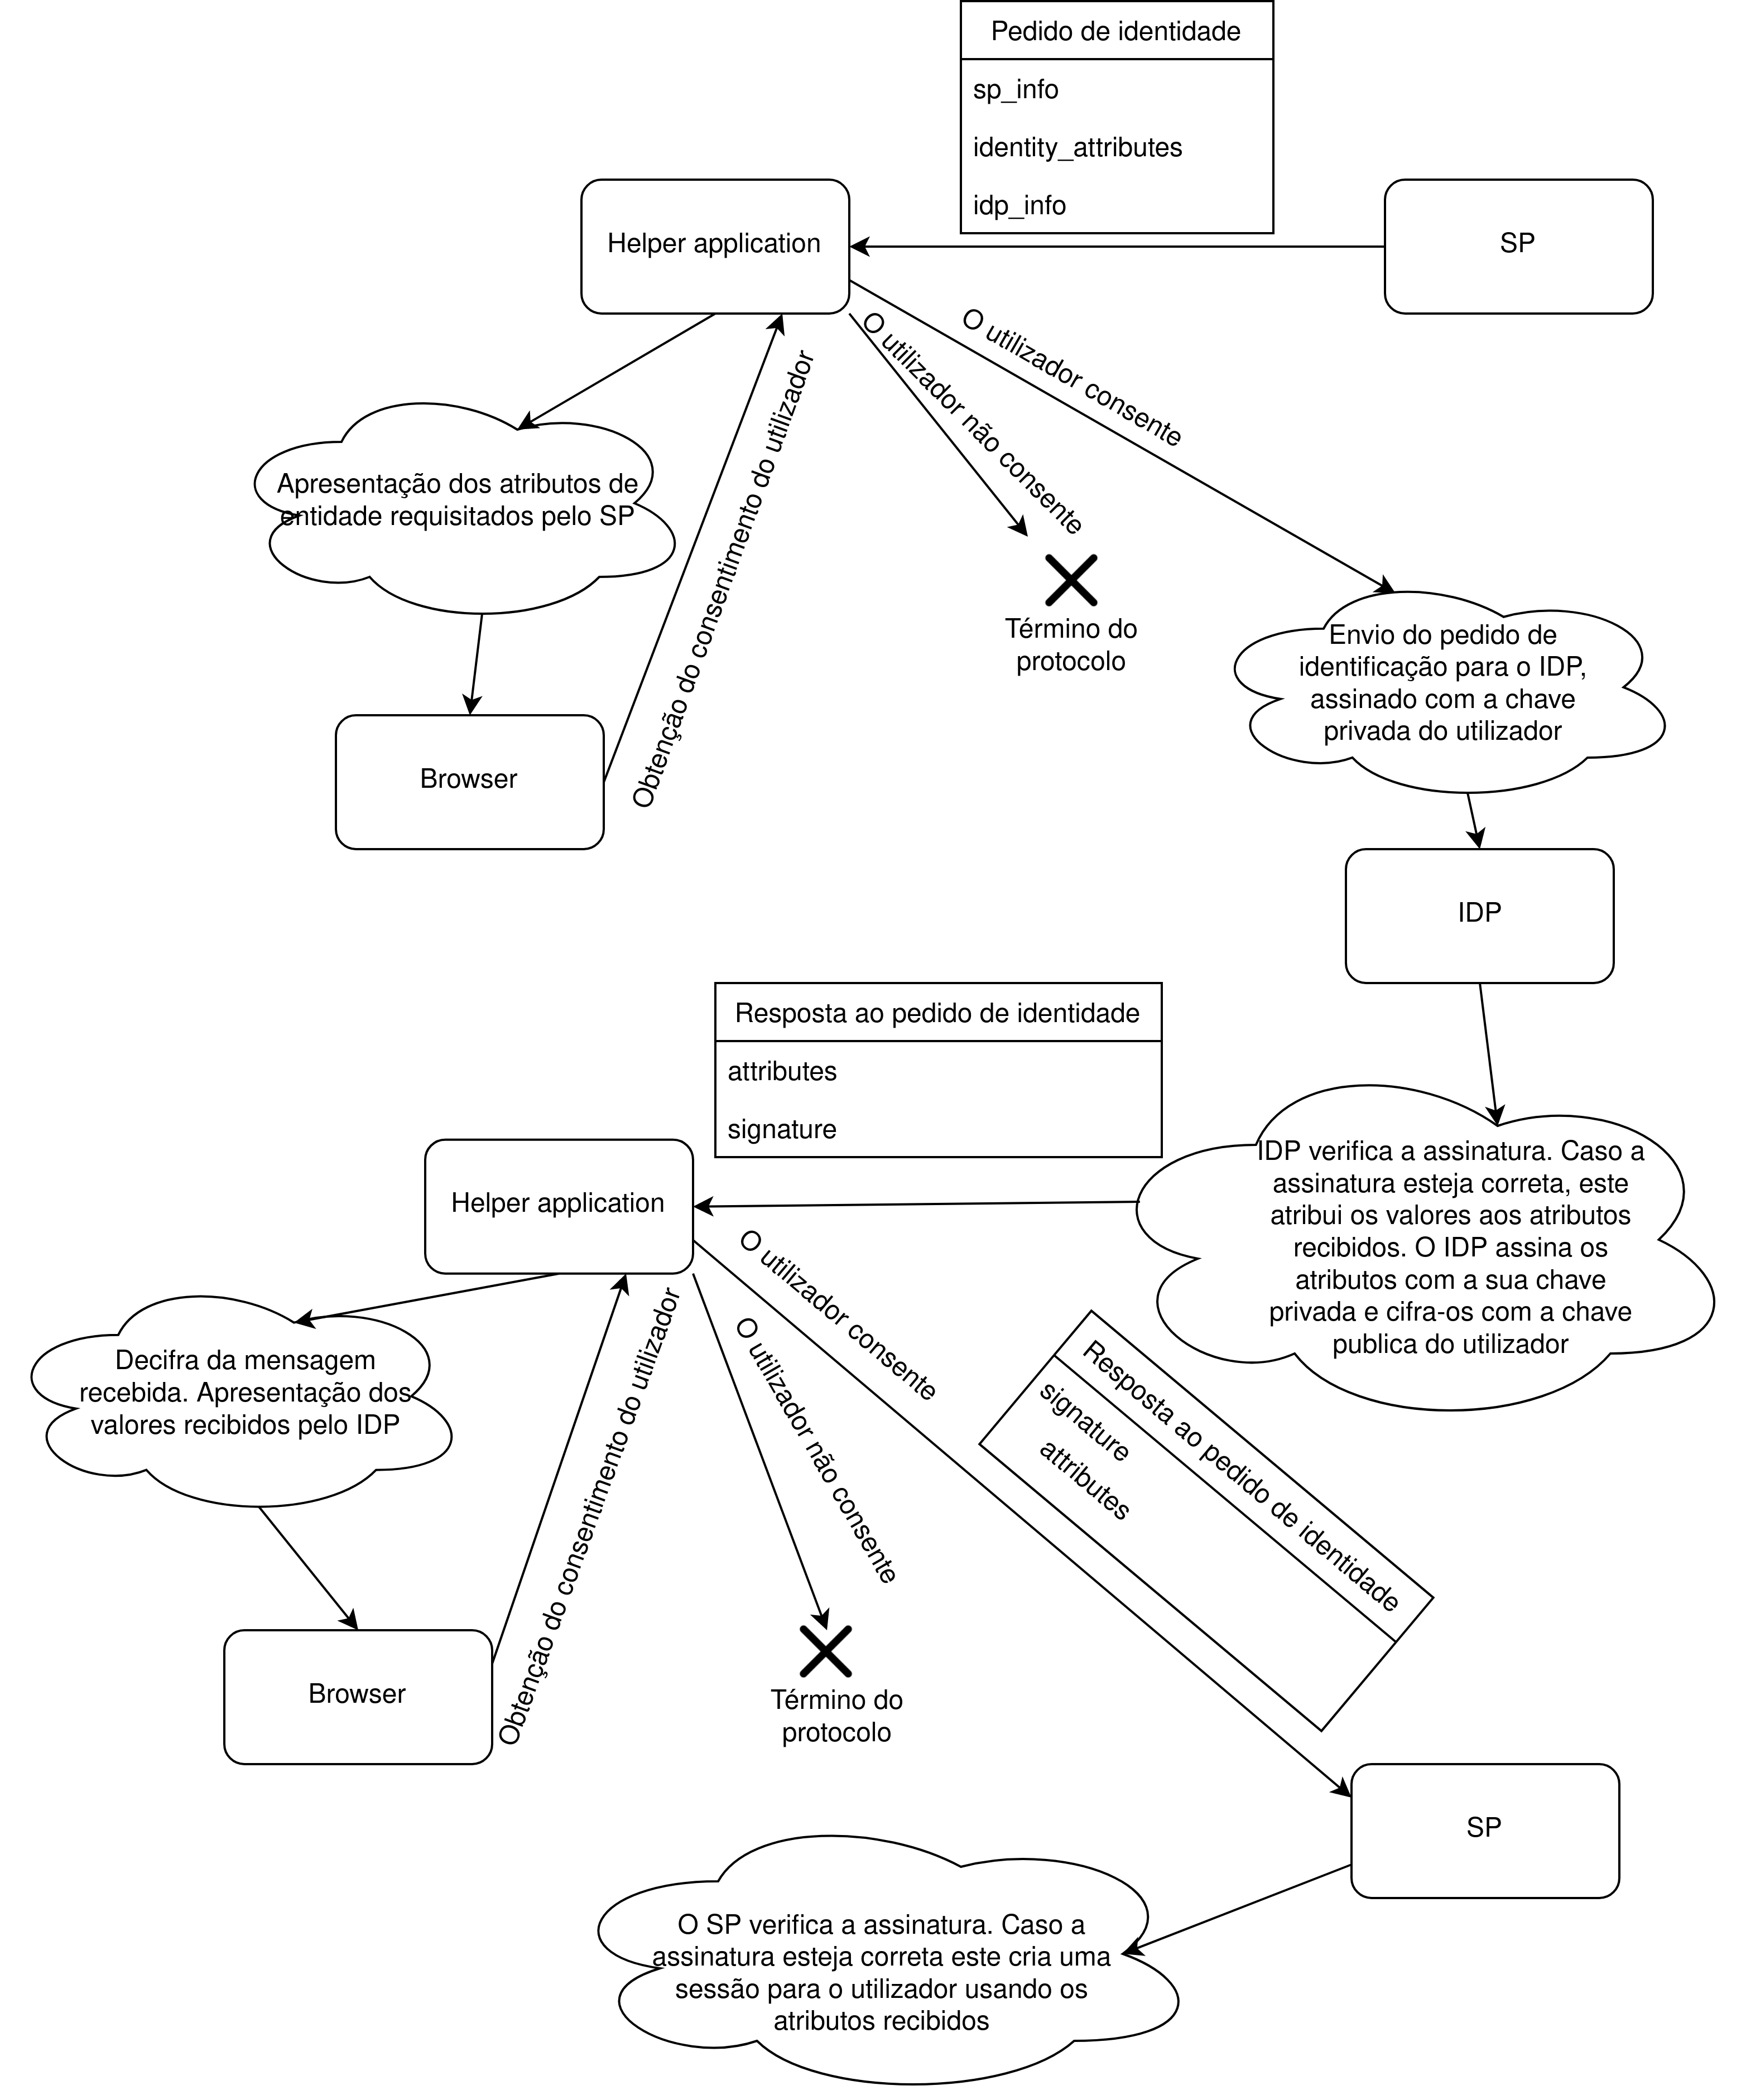 Pedido de identidade
sp_info
identity_attributes
idp_info
Helper application
SP
O utilizador consente
O utilizador não consente
Obtenção do consentimento do utilizador
Apresentação dos atributos de
entidade requisitados pelo SP
Término do
protocolo
Envio do pedido de
identificação para o IDP,
assinado com a chave
privada do utilizador
Browser
IDP
Resposta ao pedido de identidade
attributes
signature
IDP verifica a assinatura. Caso a
assinatura esteja correta, este
atribui os valores aos atributos
recibidos. O IDP assina os
atributos com a sua chave
privada e cifra-os com a chave
publica do utilizador
Helper application
O utilizador consente
O utilizador não consente
Obtenção do consentimento do utilizador
Resposta ao pedido de identidade
signature
attributes
Decifra da mensagem
recebida. Apresentação dos
valores recibidos pelo IDP
Browser
Término do
protocolo
SP
O SP verifica a assinatura. Caso a
assinatura esteja correta este cria uma
sessão para o utilizador usando os
atributos recibidos